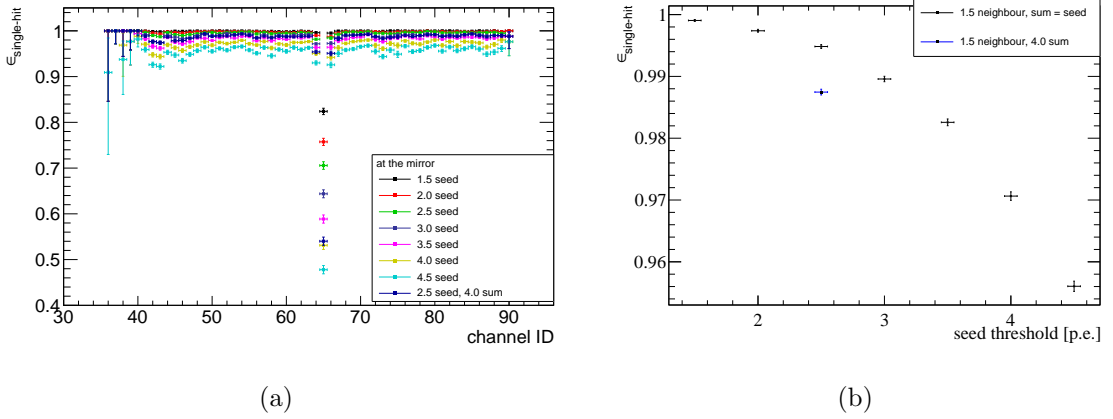 ϵsingle-hit
1
0.9
0.8
0.7
0.6
0.5
0.4
30 40 50 60 70 80 90
channel ID
at the mirror
1.5 seed
2.0 seed
2.5 seed
3.0 seed
3.5 seed
4.0 seed
4.5 seed
2.5 seed, 4.0 sum
(a)
ϵsingle-hit
1
0.99
0.98
0.97
0.96
2 3 4
seed threshold [p.e.]
1.5 neighbour, sum = seed
1.5 neighbour, 4.0 sum
(b)